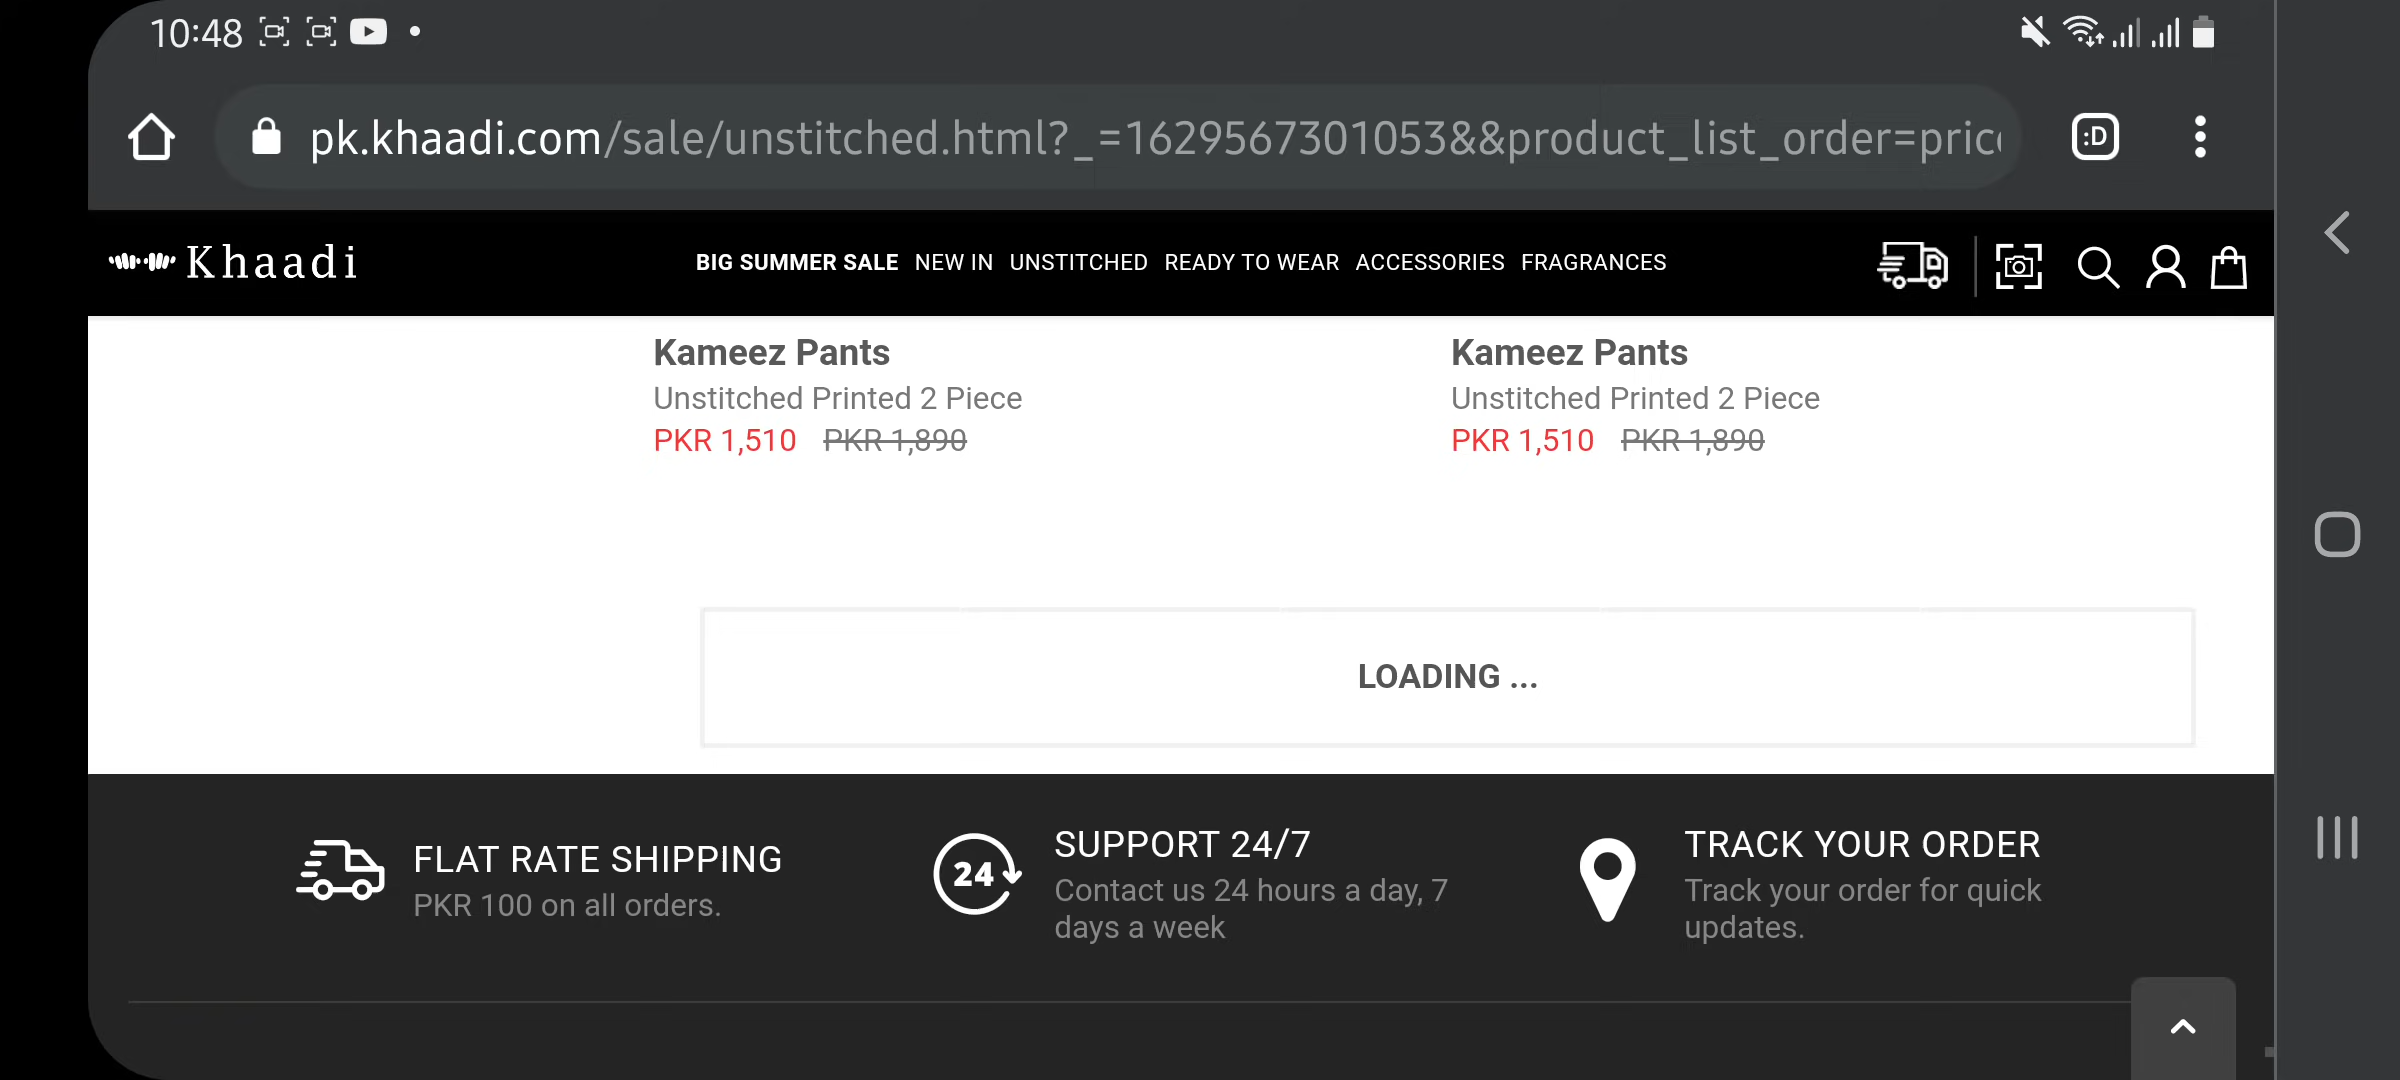 10:48
pk.khaadi.com/sale/unstitched.html?_=1629567301053&&product_list_order=pric
:D
Khaadi
BIG SUMMER SALE NEW IN UNSTITCHED READY TO WEAR ACCESSORIES FRAGRANCES
Kameez Pants
Unstitched Printed 2 Piece
PKR 1,510 PKR 1,890
Kameez Pants
Unstitched Printed 2 Piece
PKR 1,510 PKR 1,890
LOADING ...
FLAT RATE SHIPPING
PKR 100 on all orders.
24
SUPPORT 24/7
Contact us 24 hours a day, 7
days a week
TRACK YOUR ORDER
Track your order for quick
updates.